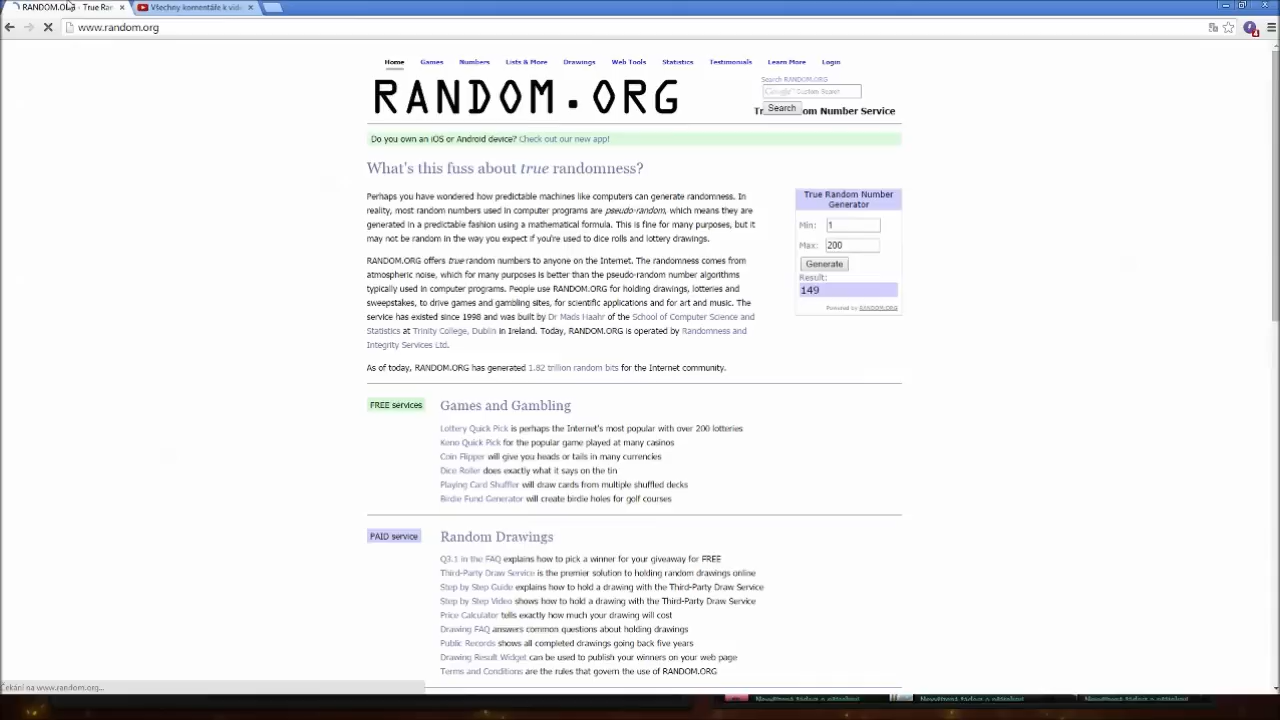 RANDOM.ORG - True Ran
Všechny komentáře k vide
www.random.org
Home Games Numbers Lists & More Drawings Web Tools Statistics Testimonials Learn More Login
Search RANDOM.ORG
Google Custom Search
Search
RANDOM.ORG
True Random Number Service
Do you own an iOS or Android device? Check out our new app!
What's this fuss about true randomness?
Perhaps you have wondered how predictable machines like computers can generate randomness. In
reality, most random numbers used in computer programs are pseudo-random, which means they are
generated in a predictable fashion using a mathematical formula. This is fine for many purposes, but it
may not be random in the way you expect if you're used to dice rolls and lottery drawings.
RANDOM.ORG offers true random numbers to anyone on the Internet. The randomness comes from
atmospheric noise, which for many purposes is better than the pseudo-random number algorithms
typically used in computer programs. People use RANDOM.ORG for holding drawings, lotteries and
sweepstakes, to drive games and gambling sites, for scientific applications and for art and music. The
service has existed since 1998 and was built by Dr Mads Haahr of the School of Computer Science and
Statistics at Trinity College, Dublin in Ireland. Today, RANDOM.ORG is operated by Randomness and
Integrity Services Ltd.
As of today, RANDOM.ORG has generated 1.82 trillion random bits for the Internet community.
True Random Number
Generator
Min: 1
Max: 200
Generate
Result:
149
Powered by RANDOM.ORG
FREE services
Games and Gambling
Lottery Quick Pick is perhaps the Internet's most popular with over 200 lotteries
Keno Quick Pick for the popular game played at many casinos
Coin Flipper will give you heads or tails in many currencies
Dice Roller does exactly what it says on the tin
Playing Card Shuffler will draw cards from multiple shuffled decks
Birdie Fund Generator will create birdie holes for golf courses
PAID service
Random Drawings
Q3.1 in the FAQ explains how to pick a winner for your giveaway for FREE
Third-Party Draw Service is the premier solution to holding random drawings online
Step by Step Guide explains how to hold a drawing with the Third-Party Draw Service
Step by Step Video shows how to hold a drawing with the Third-Party Draw Service
Price Calculator tells exactly how much your drawing will cost
Drawing FAQ answers common questions about holding drawings
Public Records shows all completed drawings going back five years
Drawing Result Widget can be used to publish your winners on your web page
Terms and Conditions are the rules that govern the use of RANDOM.ORG
Čekání na www.random.org...